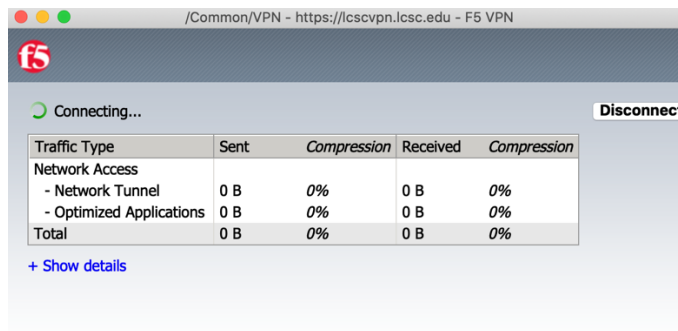 /Common/VPN - https://lcscvpn.lcsc.edu - F5 VPN
f5
Connecting...
Disconnect
Traffic Type Sent Compression Received Compression
Network Access
- Network Tunnel 0 B 0% 0 B 0%
- Optimized Applications 0 B 0% 0 B 0%
Total 0 B 0% 0 B 0%
+ Show details